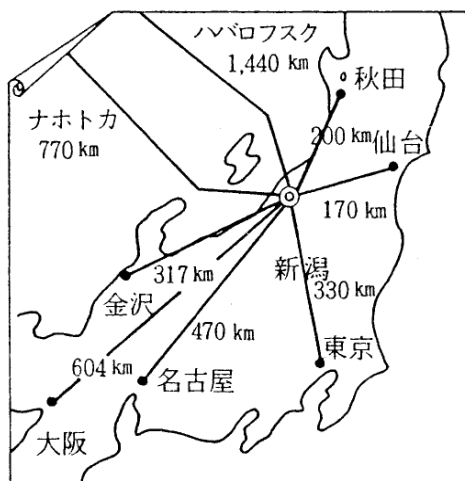 ハバロフスク
1,440 km
秋田
ナホトカ
770 km
200 km
仙台
170 km
新潟
317 km
金沢
330 km
470 km
東京
604 km
名古屋
大阪